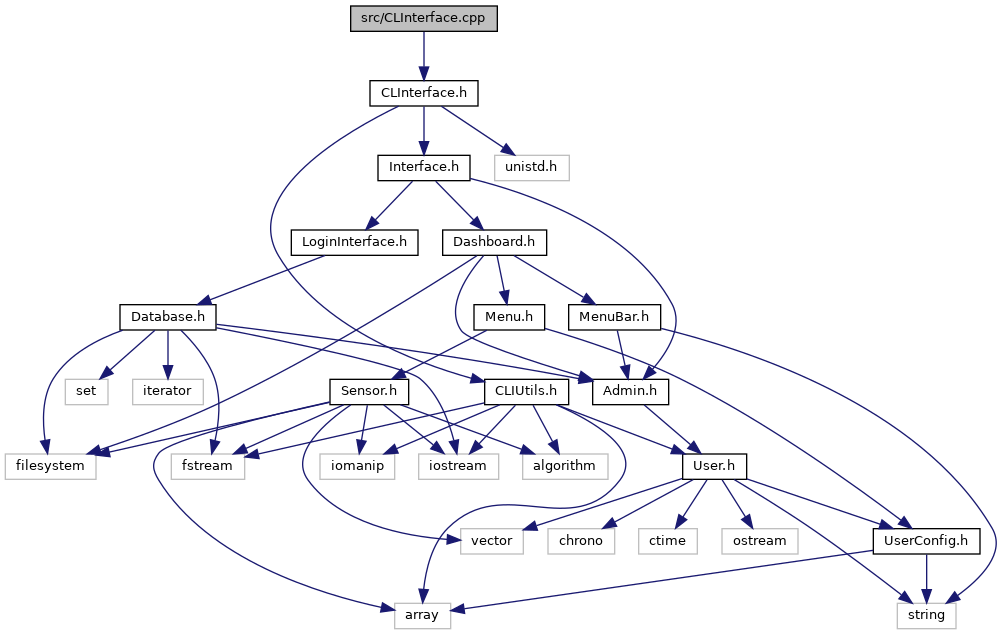 src/CLInterface.cpp
CLInterface.h
Interface.h
unistd.h
LoginInterface.h
Dashboard.h
Database.h
Menu.h
MenuBar.h
set
iterator
Sensor.h
CLIUtils.h
Admin.h
filesystem
fstream
iomanip
iostream
algorithm
User.h
vector
chrono
ctime
ostream
UserConfig.h
array
string